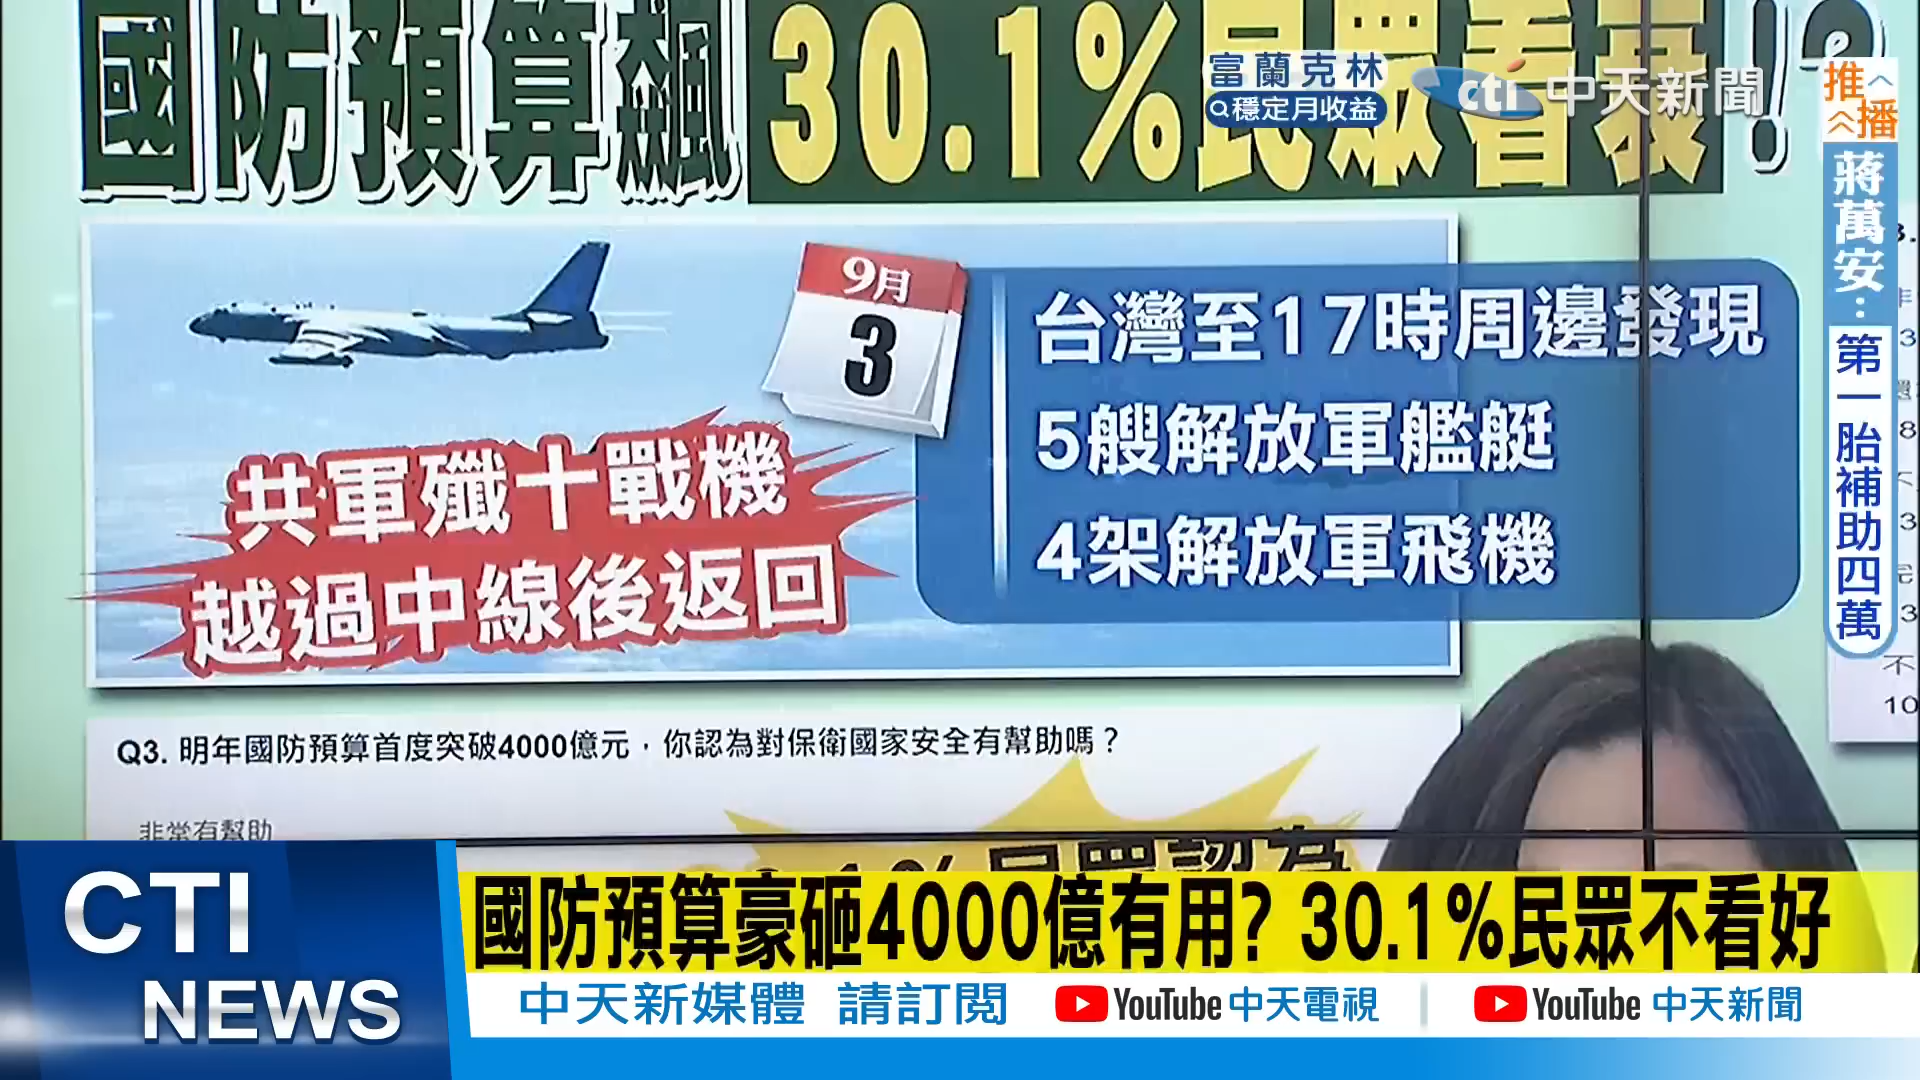 國防預算飆30.1%民眾看衰!?
富蘭克林
穩定月收益
cti 中天新聞
推播
蔣萬安：第一胎補助四萬
9月
3
台灣至17時周邊發現
5艘解放軍艦艇
4架解放軍飛機
共軍殲十戰機
越過中線後返回
Q3. 明年國防預算首度突破4000億元，你認為對保衛國家安全有幫助嗎？
非常有幫助
民眾認為
CTI
NEWS
國防預算豪砸4000億有用? 30.1%民眾不看好
中天新媒體 請訂閱 YouTube 中天電視 | YouTube 中天新聞